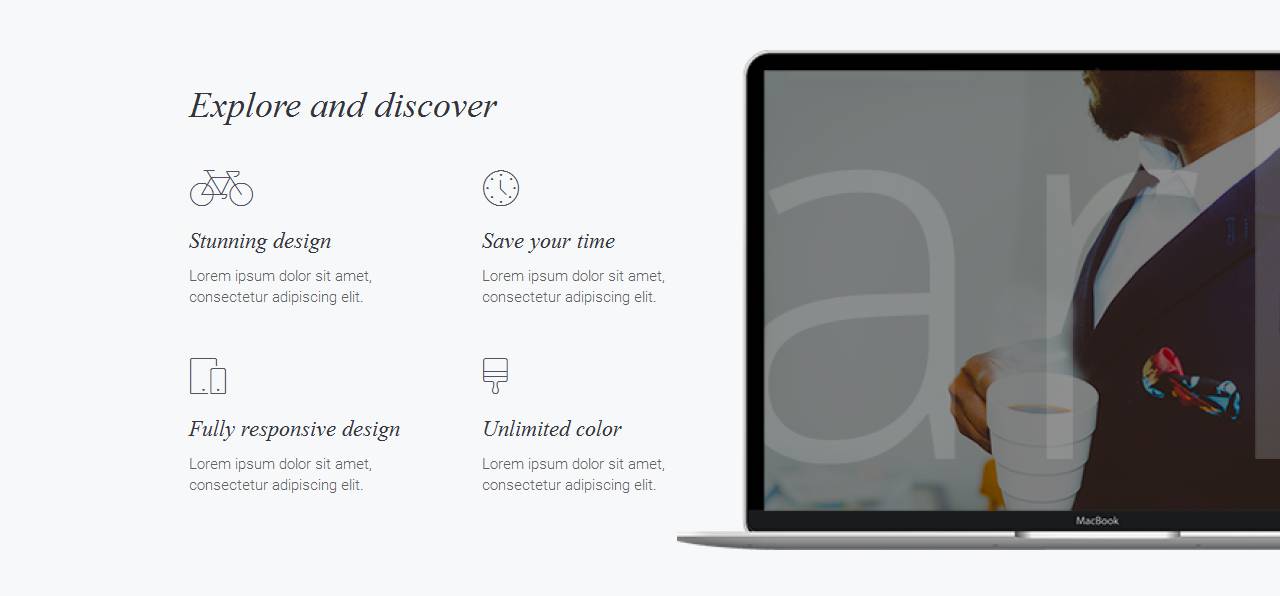 Explore and discover
Stunning design
Lorem ipsum dolor sit amet,
consectetur adipiscing elit.
Save your time
Lorem ipsum dolor sit amet,
consectetur adipiscing elit.
Fully responsive design
Lorem ipsum dolor sit amet,
consectetur adipiscing elit.
Unlimited color
Lorem ipsum dolor sit amet,
consectetur adipiscing elit.
ar
MacBook